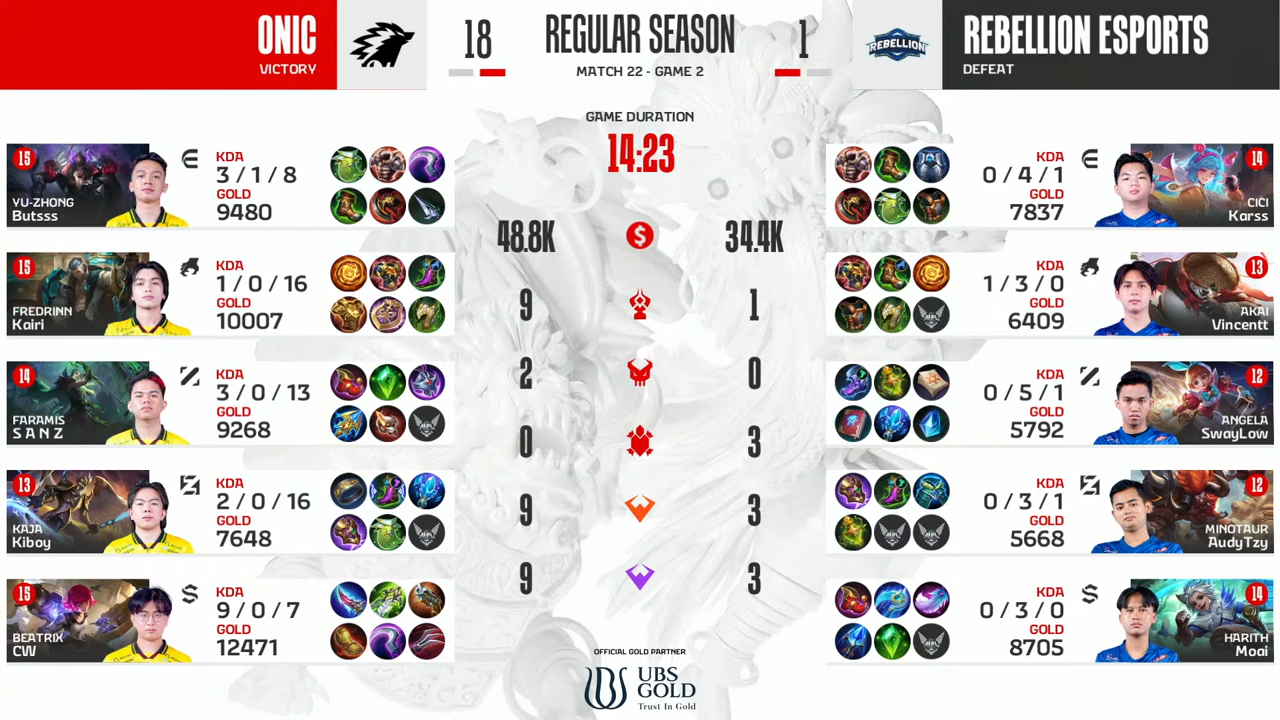 ONIC
VICTORY
18
REGULAR SEASON
MATCH 22 - GAME 2
1
REBELLION
REBELLION ESPORTS
DEFEAT
GAME DURATION
14:23
15
YU-ZHONG
Butsss
KDA
3 / 1 / 8
GOLD
9480
15
FREDRINN
Kairi
KDA
1 / 0 / 16
GOLD
10007
14
FARAMIS
S A N Z
KDA
3 / 0 / 13
GOLD
9268
13
KAJA
Kiboy
KDA
2 / 0 / 16
GOLD
7648
15
BEATRIX
CW
KDA
9 / 0 / 7
GOLD
12471
48.8K
34.4K
9
1
2
0
0
3
9
3
9
3
KDA
0 / 4 / 1
GOLD
7837
14
CICI
Karss
KDA
1 / 3 / 0
GOLD
6409
13
AKAI
Vincentt
KDA
0 / 5 / 1
GOLD
5792
12
ANGELA
SwayLow
KDA
0 / 3 / 1
GOLD
5668
12
MINOTAUR
AudyTzy
KDA
0 / 3 / 0
GOLD
8705
14
HARITH
Moai
OFFICIAL GOLD PARTNER
UBS
GOLD
Trust In Gold